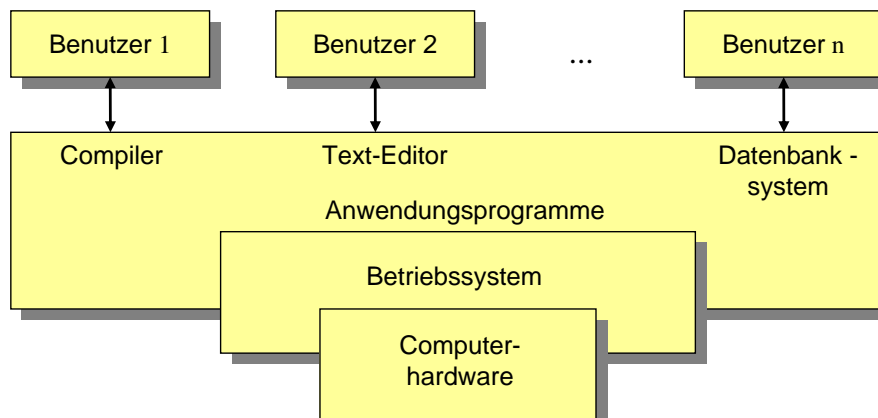 Benutzer 1
Benutzer 2
...
Benutzer n
Compiler
Text-Editor
Datenbank -
system
Anwendungsprogramme
Betriebssystem
Computer-
hardware